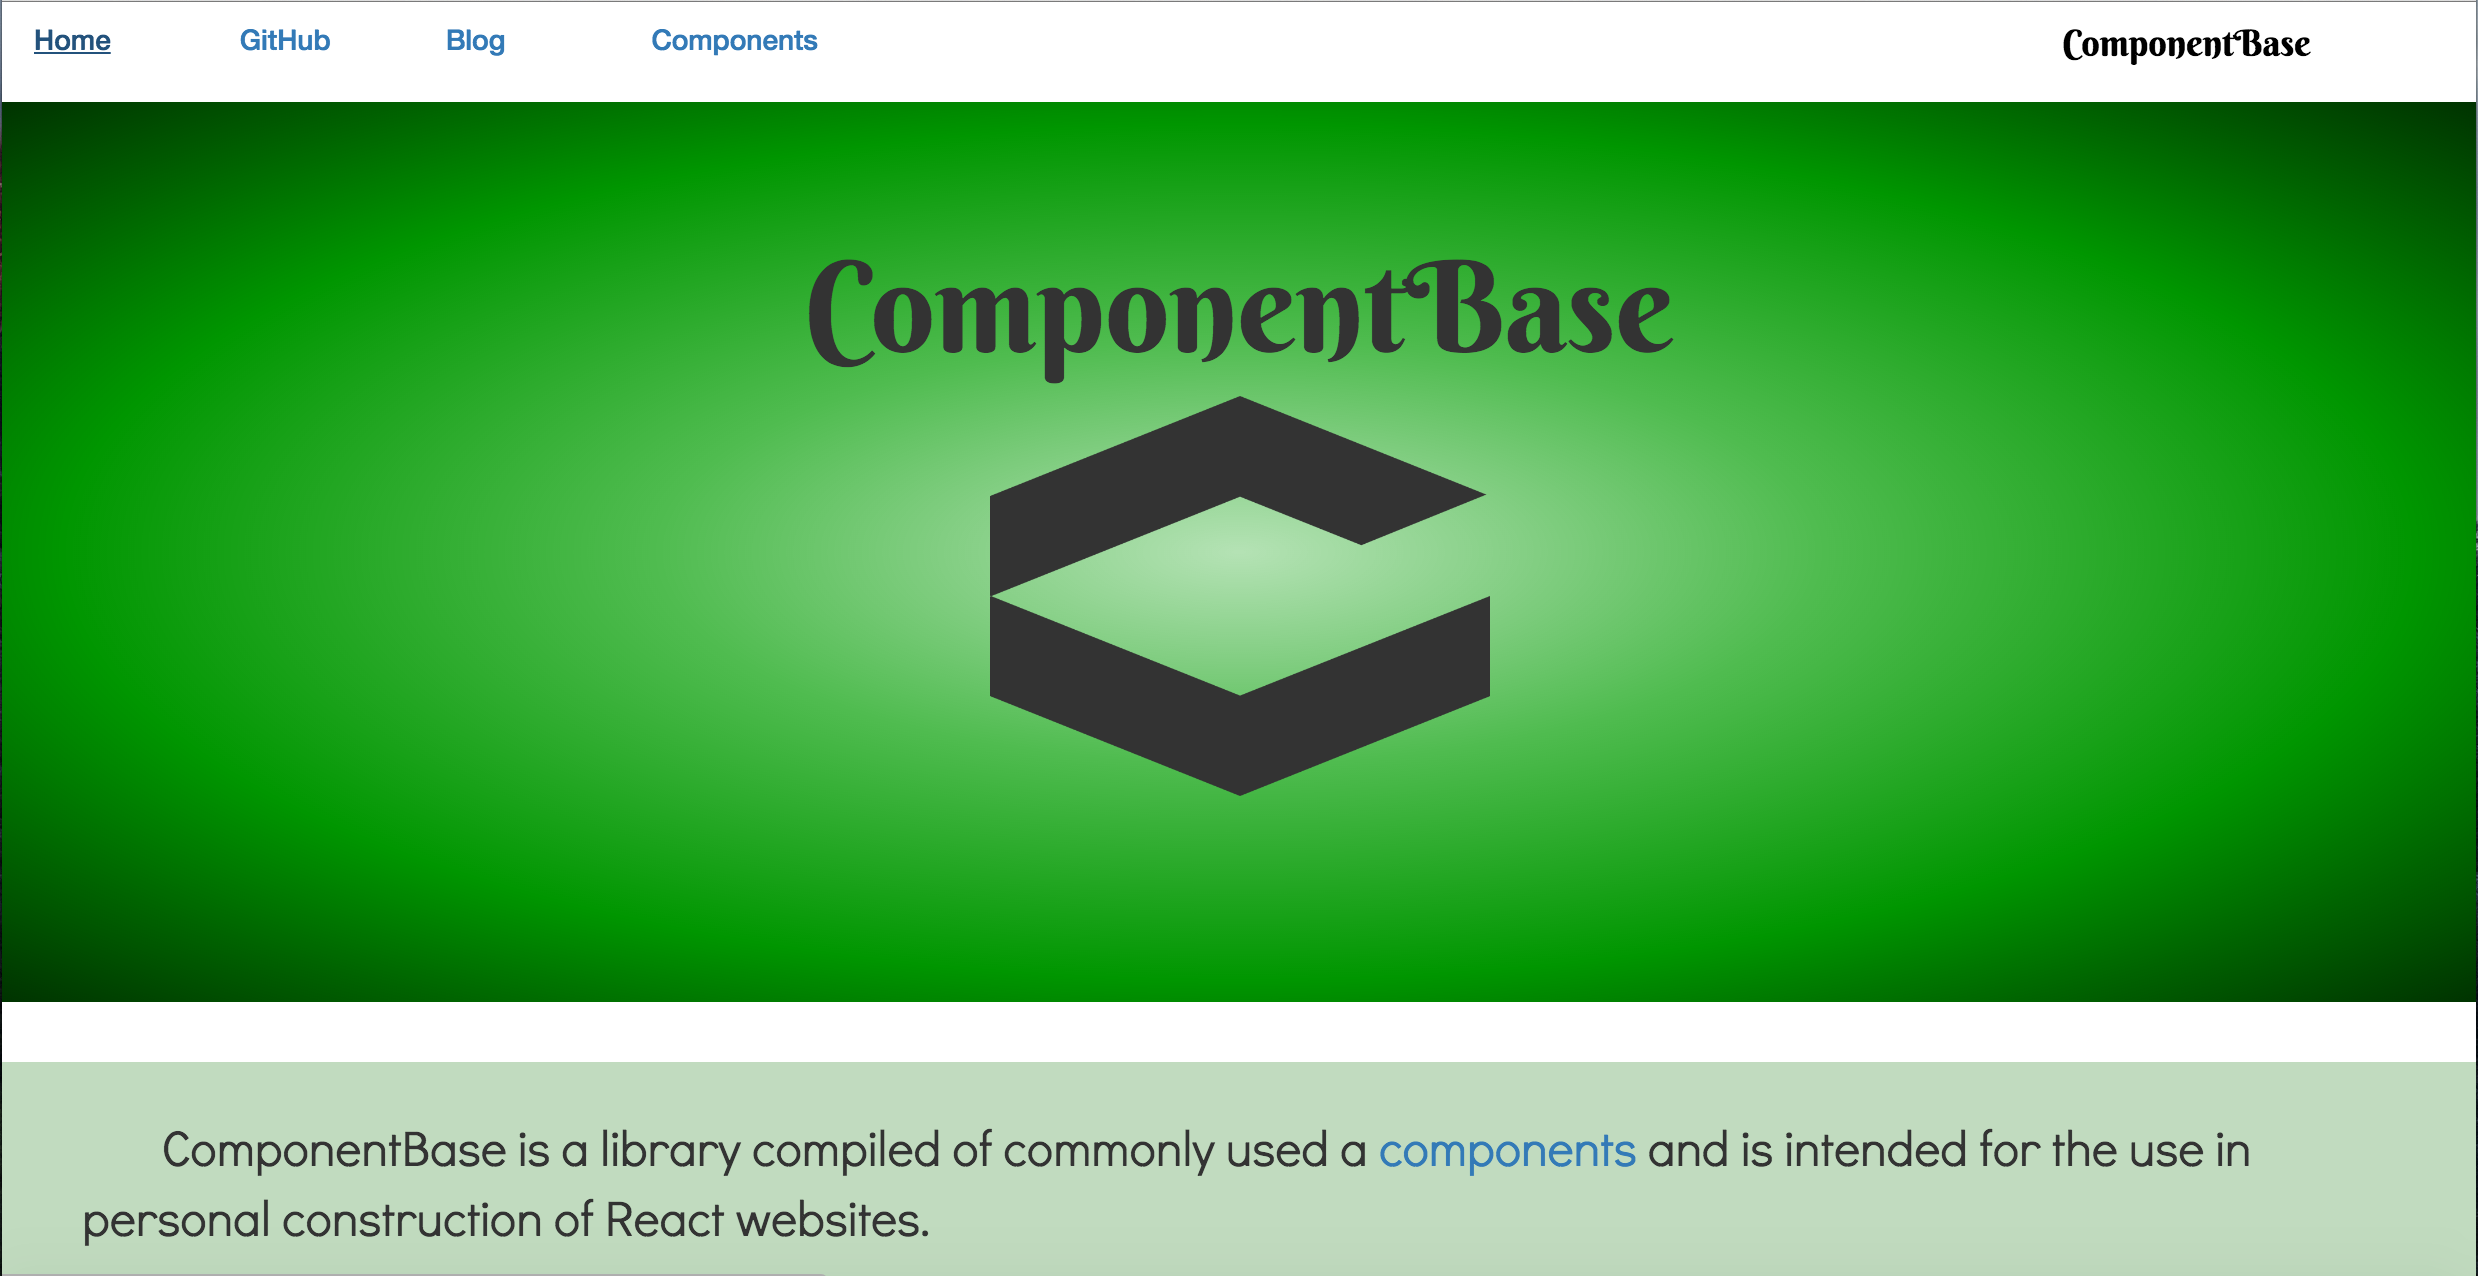 Home GitHub Blog Components ComponentBase
ComponentBase
ComponentBase is a library compiled of commonly used a components and is intended for the use in
personal construction of React websites.